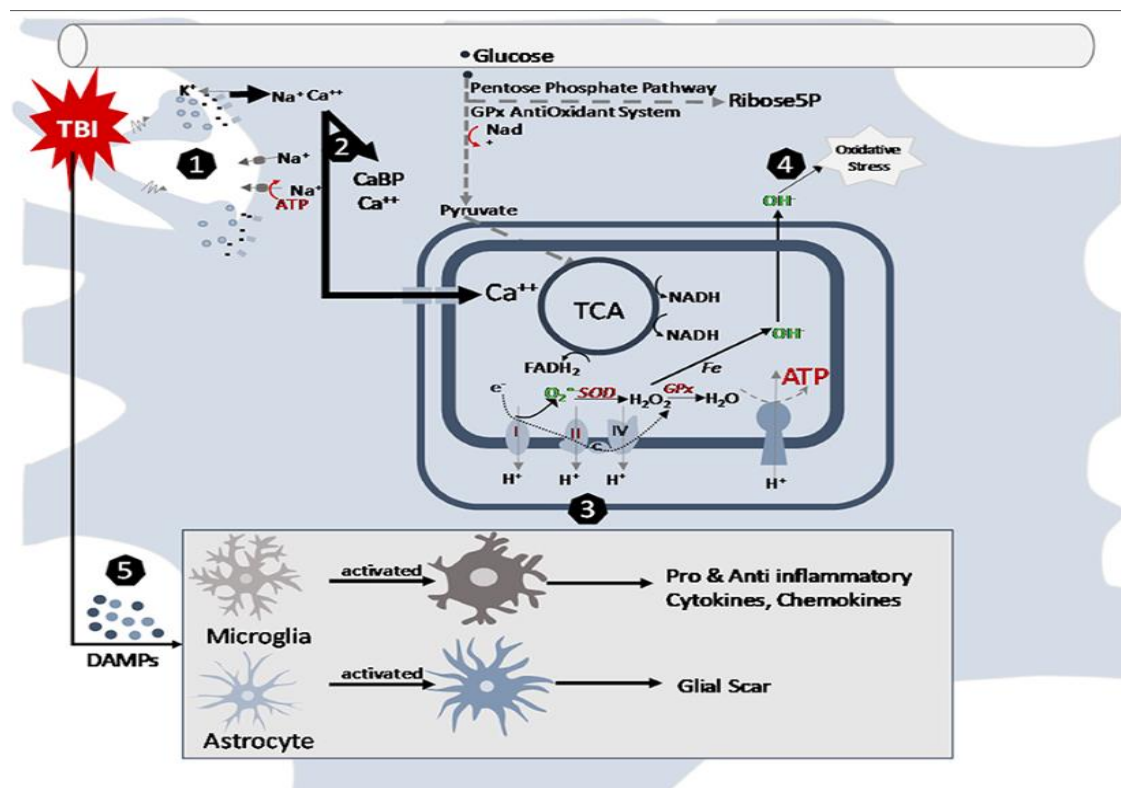 Glucose
Pentose Phosphate Pathway
Ribose5P
GPx AntiOxidant System
Nad
+
TBI
K⁺
Na⁺ Ca⁺⁺
1
Na⁺
Na⁺
ATP
2
CaBP
Ca⁺⁺
4
Oxidative
Stress
OH⁻
Pyruvate
Ca⁺⁺
TCA
NADH
NADH
FADH₂
OH⁻
Fe
ATP
e⁻
O₂⁻
SOD
H₂O₂
GPx
H₂O
I
II
C
IV
H⁺
H⁺
H⁺
H⁺
3
5
DAMPs
Microglia
activated
Pro & Anti inflammatory
Cytokines, Chemokines
Astrocyte
activated
Glial Scar